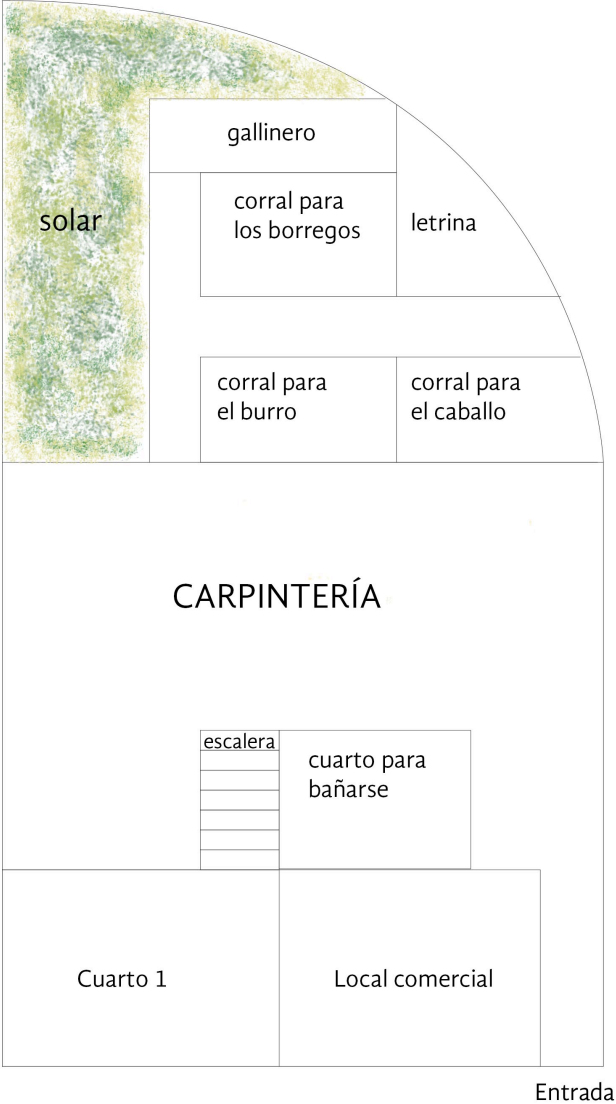 gallinero
solar
corral para
los borregos
letrina
corral para
el burro
corral para
el caballo
CARPINTERÍA
escalera
cuarto para
bañarse
Cuarto 1
Local comercial
Entrada